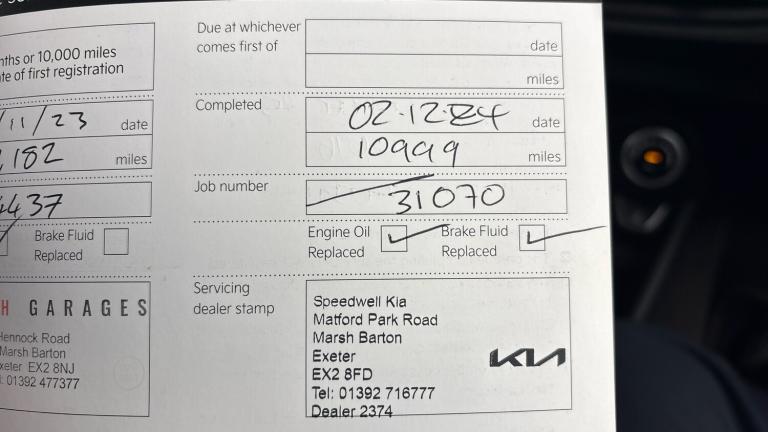 nths or 10,000 miles
te of first registration
/11/23 date
,182 miles
437
Brake Fluid
Replaced
H GARAGES
Hennock Road
Marsh Barton
xeter EX2 8NJ
: 01392 477377
Due at whichever
comes first of
date
miles
Completed
02.12.24 date
10999 miles
Job number
31070
Engine Oil
Replaced
Brake Fluid
Replaced
Servicing
dealer stamp
Speedwell Kia
Matford Park Road
Marsh Barton
Exeter
EX2 8FD
Tel: 01392 716777
Dealer 2374
KIA